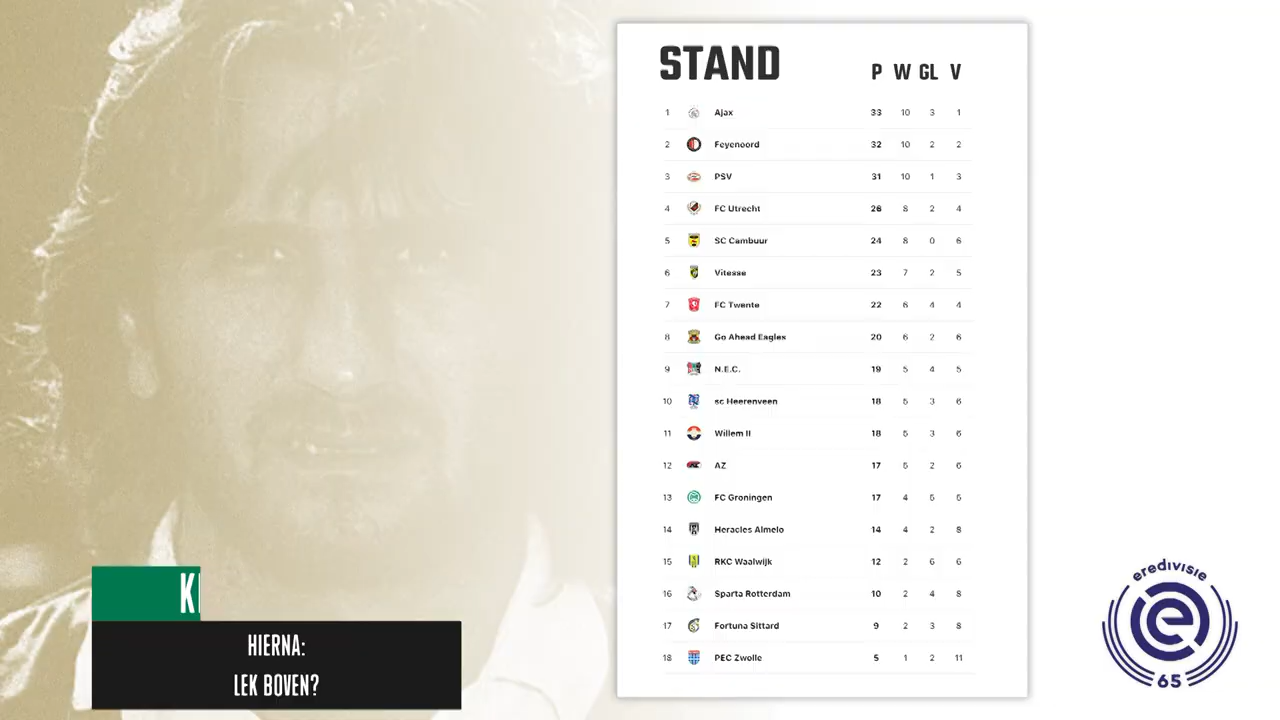 STAND P W GL V
1 Ajax 33 10 3 1
2 Feyenoord 32 10 2 2
3 PSV 31 10 1 3
4 FC Utrecht 26 8 2 4
5 SC Cambuur 24 8 0 6
6 Vitesse 23 7 2 5
7 FC Twente 22 6 4 4
8 Go Ahead Eagles 20 6 2 6
9 N.E.C. 19 5 4 5
10 sc Heerenveen 18 5 3 6
11 Willem II 18 5 3 6
12 AZ 17 5 2 6
13 FC Groningen 17 4 5 5
14 Heracles Almelo 14 4 2 8
15 RKC Waalwijk 12 2 6 6
16 Sparta Rotterdam 10 2 4 8
17 Fortuna Sittard 9 2 3 8
18 PEC Zwolle 5 1 2 11
K
HIERNA:
LEK BOVEN?
eredivisie
65